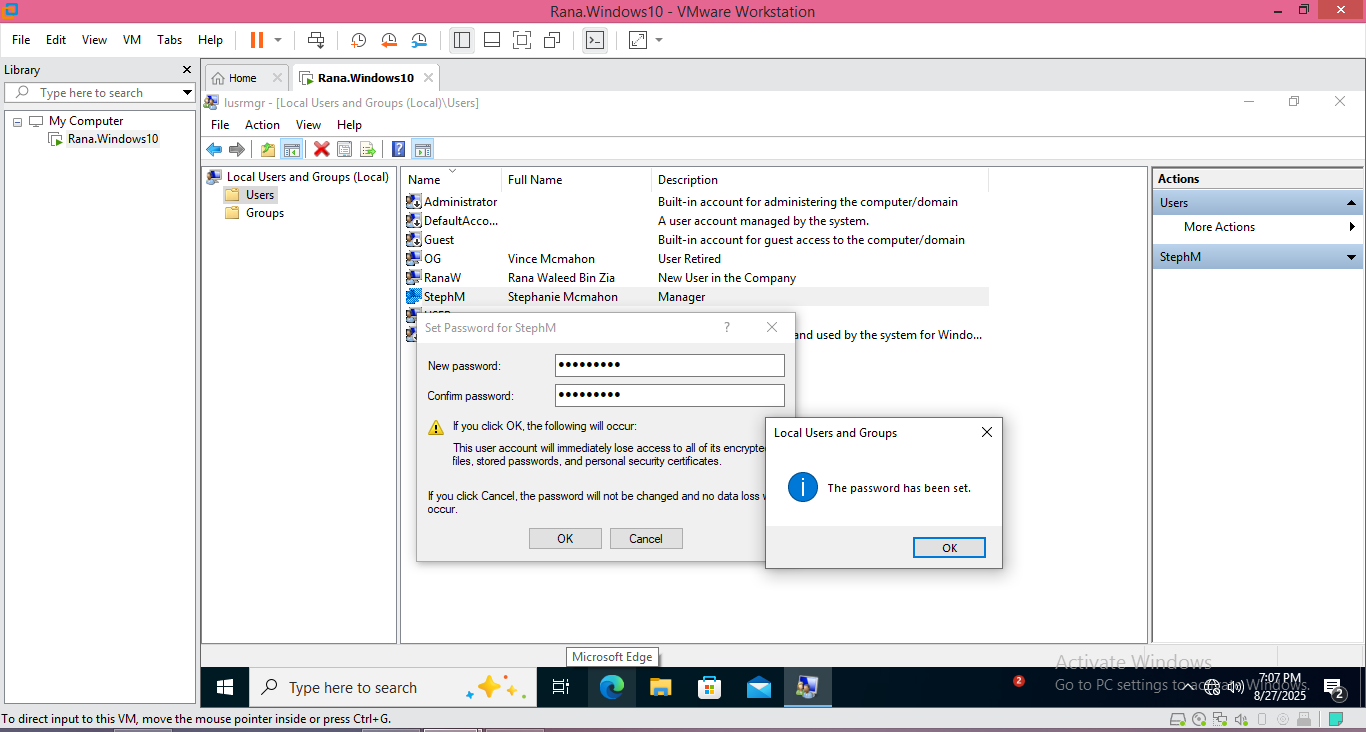 Rana.Windows10 - VMware Workstation
File Edit View VM Tabs Help
Library
Type here to search
My Computer
Rana.Windows10
Home
Rana.Windows10
lusrmgr - [Local Users and Groups (Local)\Users]
File Action View Help
Local Users and Groups (Local)
Users
Groups
Name Full Name Description
Administrator Built-in account for administering the computer/domain
DefaultAcco... A user account managed by the system.
Guest Built-in account for guest access to the computer/domain
OG Vince Mcmahon User Retired
RanaW Rana Waleed Bin Zia New User in the Company
StephM Stephanie Mcmahon Manager
and used by the system for Windo...
Actions
Users
More Actions
StephM
Set Password for StephM ?
New password: •••••••••
Confirm password: •••••••••
If you click OK, the following will occur:
This user account will immediately lose access to all of its encrypte
files, stored passwords, and personal security certificates.
If you click Cancel, the password will not be changed and no data loss
occur.
OK Cancel
Local Users and Groups
The password has been set.
OK
Microsoft Edge
Activate Windows
Go to PC settings to activate Windows.
Type here to search
2
7:07 PM
8/27/2025
2
To direct input to this VM, move the mouse pointer inside or press Ctrl+G.